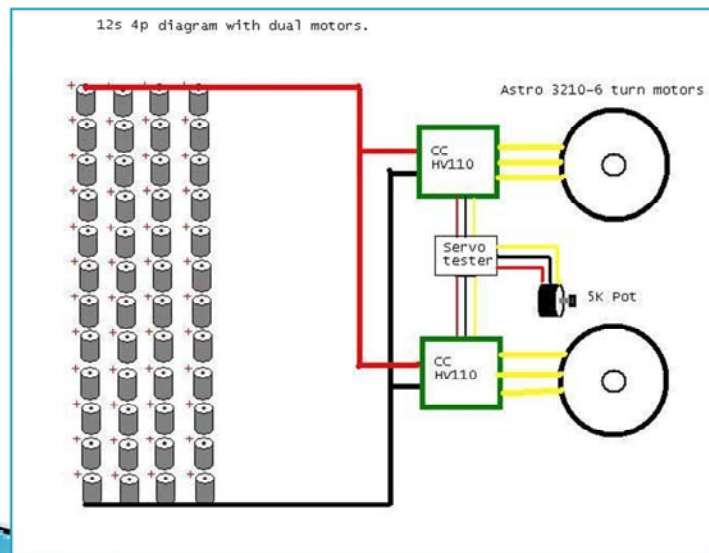 12s 4p diagram with dual motors.
Astro 3210-6 turn motors
CC
HV110
Servo
tester
5K Pot
CC
HV110